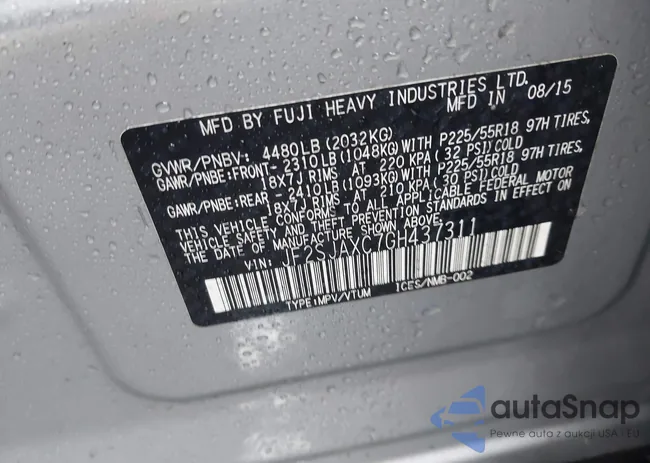 MFD BY FUJI HEAVY INDUSTRIES LTD.
MFD IN 08/15
GVWR/PNBV: 4480LB (2032KG)
GAWR/PNBE:FRONT-2310LB(1048KG)WITH P225/55R18 97H TIRES,
18X7J RIMS AT 220 KPA( 32 PSI)COLD
GAWR/PNBE:REAR -2410LB(1093KG)WITH P225/55R18 97H TIRES,
18X7J RIMS AT 210 KPA( 30 PSI)COLD
THIS VEHICLE CONFORMS TO ALL APPLICABLE FEDERAL MOTOR
VEHICLE SAFETY AND THEFT PREVENTION STANDARDS IN EFFECT ON
THE DATE OF MANUFACTURE SHOWN ABOVE.
VIN: JF2SJAXC7GH437311
TYPE:MPV/VTUM ICES/NMB-002
autoSnap
Pewne auta z aukcji USA - EU